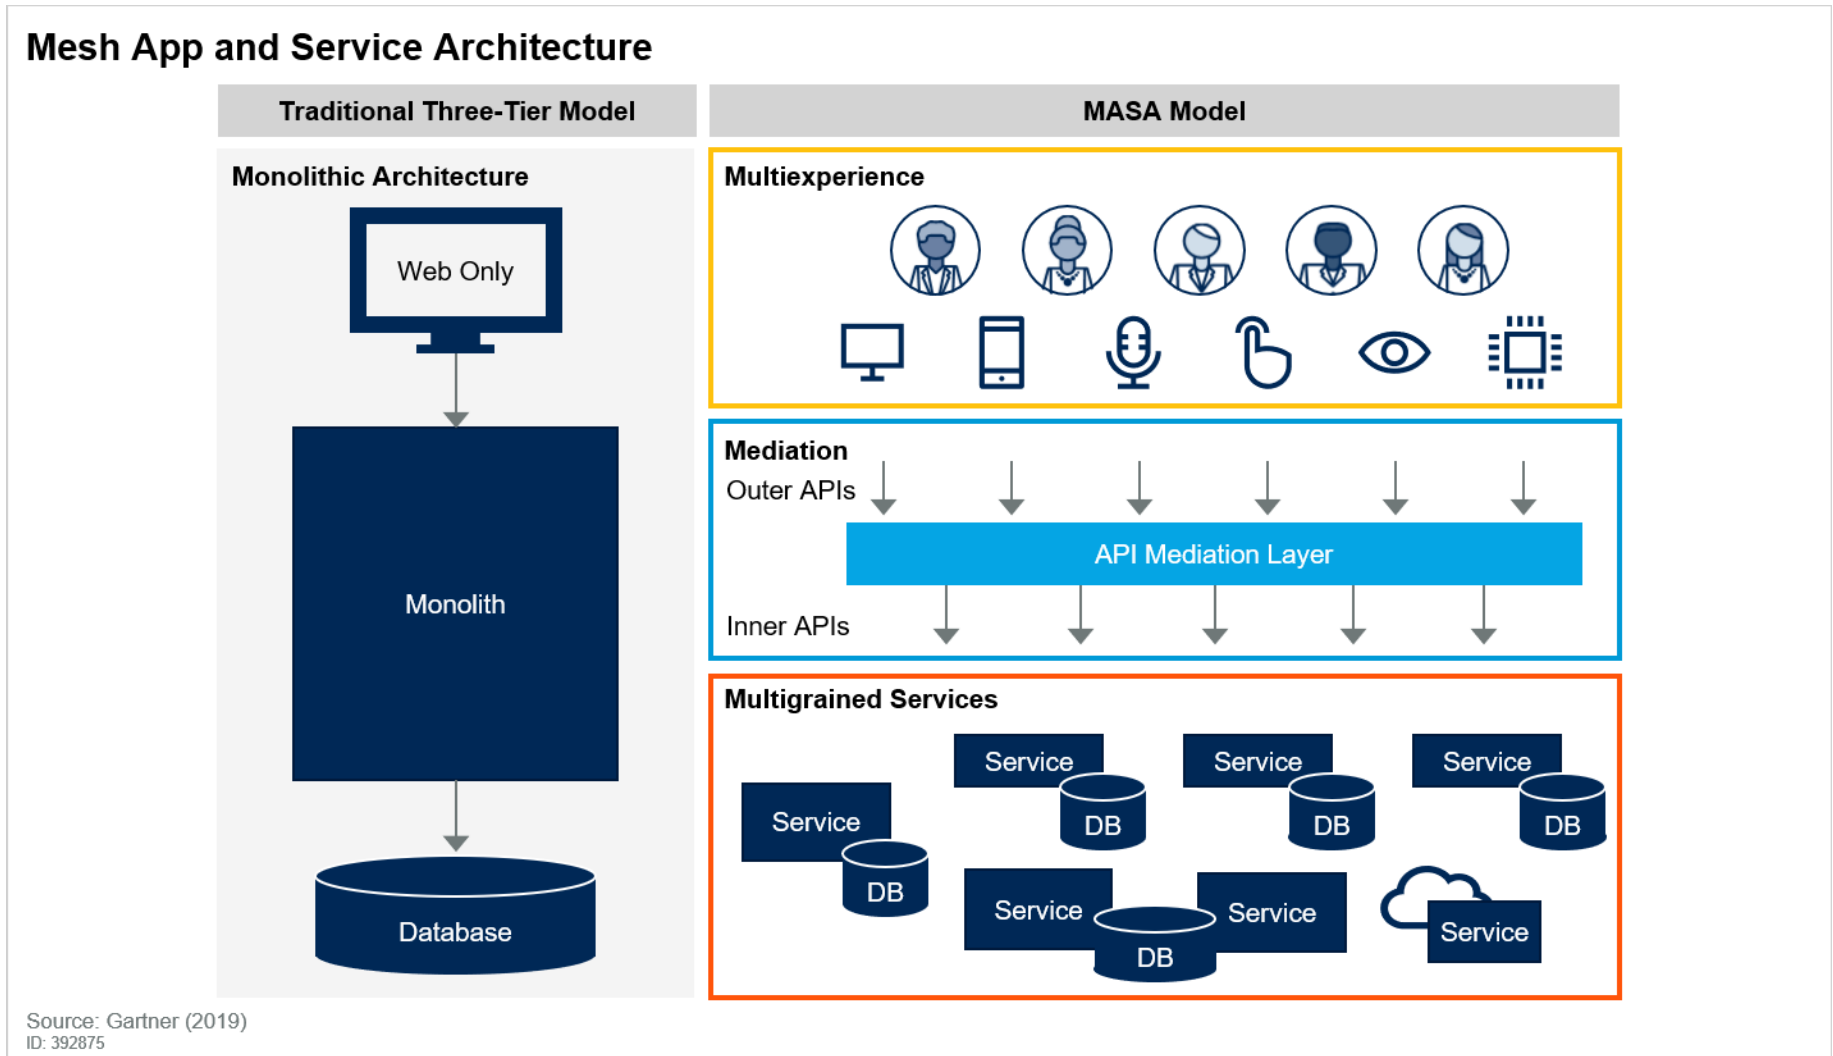 Mesh App and Service Architecture
Traditional Three-Tier Model
MASA Model
Monolithic Architecture
Web Only
Monolith
Database
Multiexperience
Mediation
Outer APIs
API Mediation Layer
Inner APIs
Multigrained Services
Service
DB
Service
DB
Service
DB
Service
DB
Service
DB
Service
Service
Source: Gartner (2019)
ID: 392875